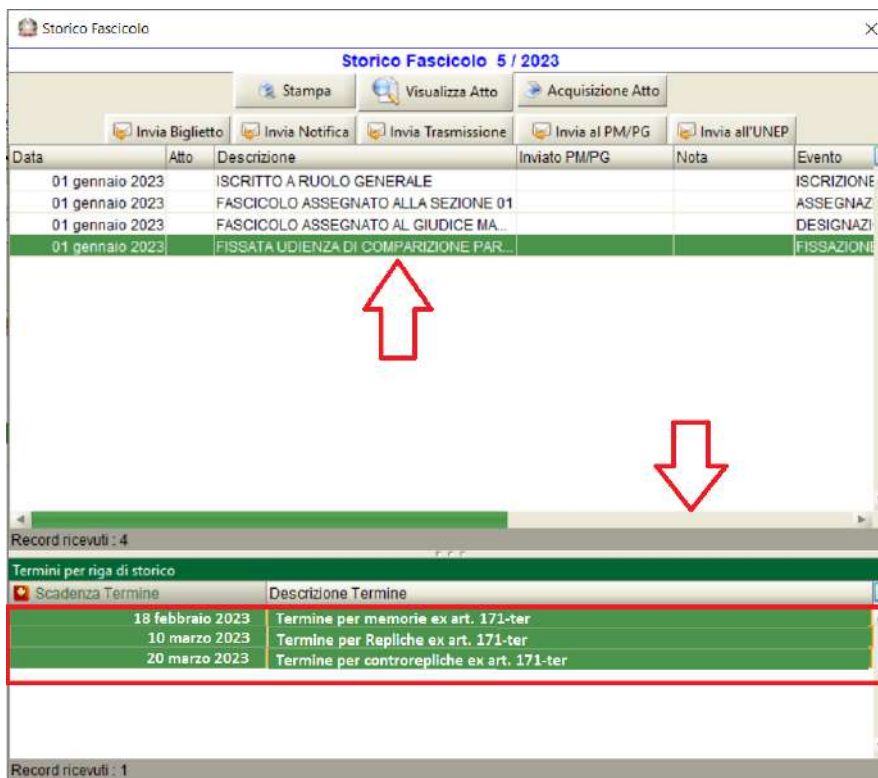 Storico Fascicolo
Storico Fascicolo 5 / 2023
Stampa Visualizza Atto Acquisizione Atto
Invia Biglietto Invia Notifica Invia Trasmissione Invia al PM/PG Invia all'UNEP
Data Atto Descrizione Inviato PM/PG Nota Evento
01 gennaio 2023 ISCRITTO A RUOLO GENERALE ISCRIZIONE
01 gennaio 2023 FASCICOLO ASSEGNATO ALLA SEZIONE 01 ASSEGNAZ
01 gennaio 2023 FASCICOLO ASSEGNATO AL GIUDICE MA... DESIGNAZI
01 gennaio 2023 FISSATA UDIENZA DI COMPARIZIONE PAR... FISSAZIONE
Record ricevuti : 4
Termini per riga di storico
Scadenza Termine Descrizione Termine
18 febbraio 2023 Termine per memorie ex art. 171-ter
10 marzo 2023 Termine per Repliche ex art. 171-ter
20 marzo 2023 Termine per controrepliche ex art. 171-ter
Record ricevuti : 1